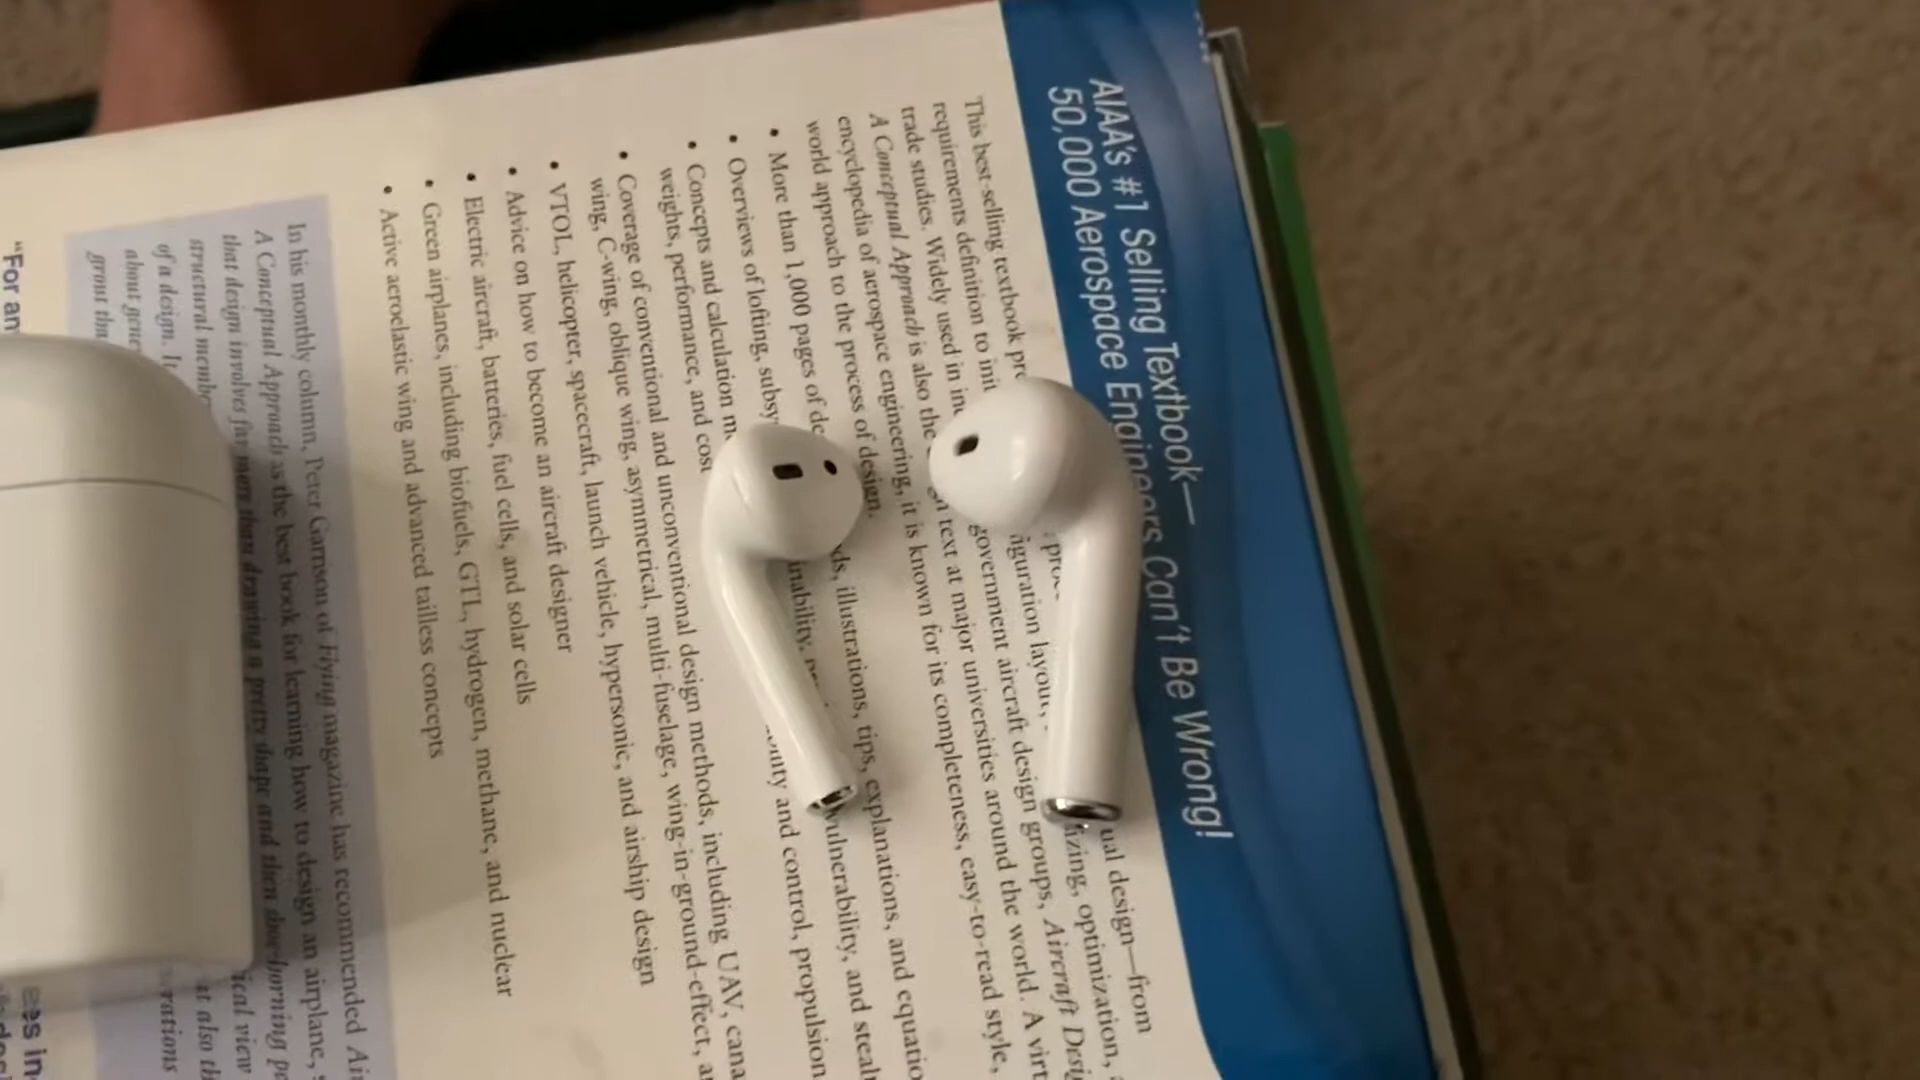 AIAA's #1 Selling Textbook—
50,000 Aerospace Engineers Can't Be Wrong!
This best-selling textbook ual design—from
requirements definition to izing, optimization,
trade studies. Widely used in government aircraft design groups, Aircraft
A Conceptual Approach is also the text at major universities around the world. A
encyclopedia of aerospace engineering, it is known for its completeness, easy-to-read style,
world approach to the process of design.
• More than 1,000 pages of illustrations, tips, explanations, and
• Overviews of lofting, vulnerability, and
• Concepts and calculation and control, propulsion
weights, performance, and cost
• Coverage of conventional and unconventional design methods, including UAV,
wing, C-wing, oblique wing, asymmetrical, multi-fuselage, wing-in-ground-effect,
• VTOL, helicopter, spacecraft, launch vehicle, hypersonic, and airship design
• Advice on how to become an aircraft designer
• Electric aircraft, batteries, fuel cells, and solar cells
• Green airplanes, including biofuels, GTL, hydrogen, methane, and nuclear
• Active aeroelastic wing and advanced tailless concepts
In his monthly column, Peter Garrison of Flying magazine has recommended
A Conceptual Approach as the best book for learning how to design an airplane,
that design involves far more than drawing a pretty shape and then shoe-horning
structural
of a design. It also
about ical view
grout
"For an